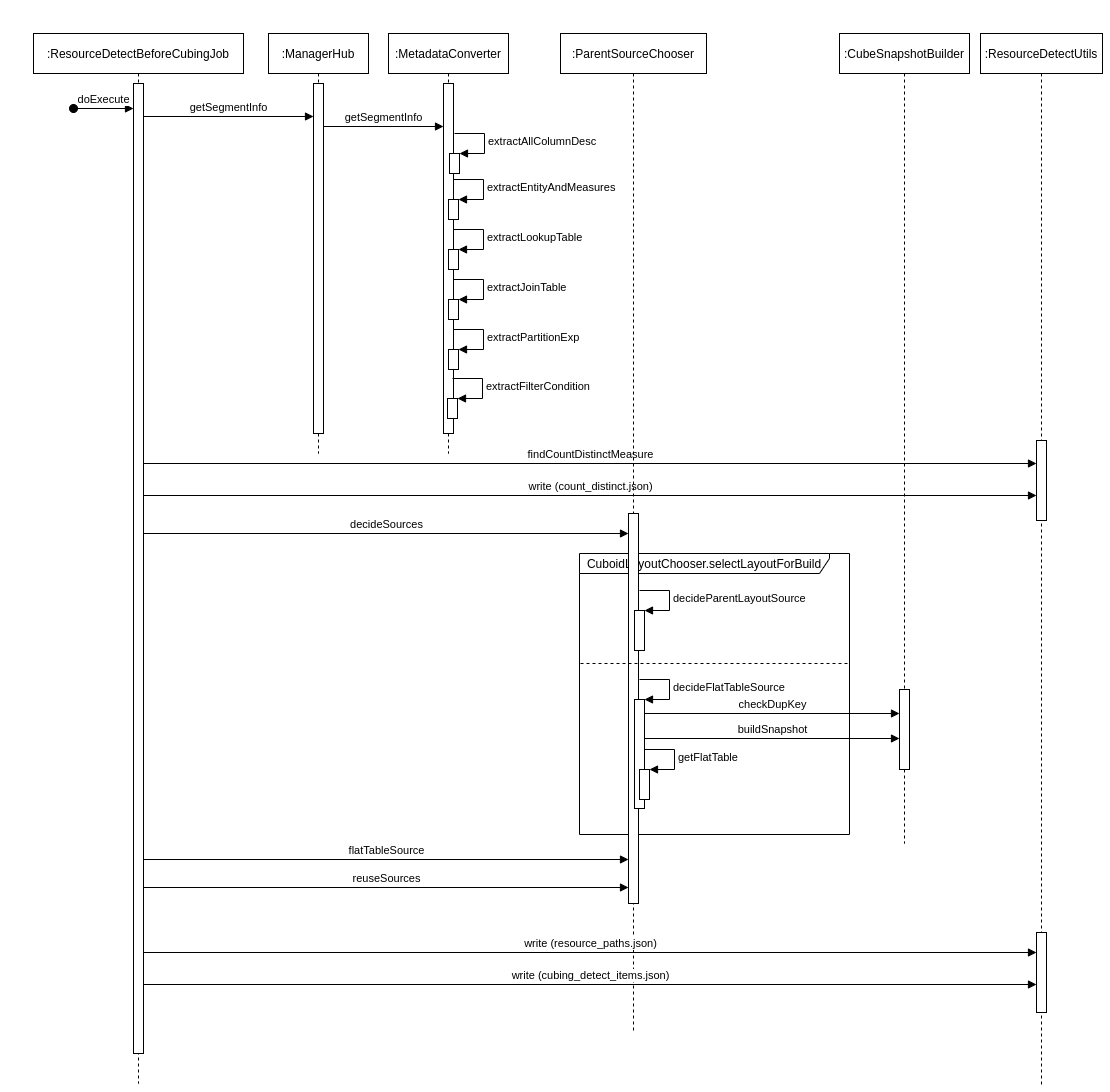 :ResourceDetectBeforeCubingJob
:ManagerHub
:MetadataConverter
:ParentSourceChooser
:CubeSnapshotBuilder
:ResourceDetectUtils
doExecute
getSegmentInfo
getSegmentInfo
extractAllColumnDesc
extractEntityAndMeasures
extractLookupTable
extractJoinTable
extractPartitionExp
extractFilterCondition
findCountDistinctMeasure
write (count_distinct.json)
decideSources
CuboidLayoutChooser.selectLayoutForBuild
decideParentLayoutSource
decideFlatTableSource
checkDupKey
buildSnapshot
getFlatTable
flatTableSource
reuseSources
write (resource_paths.json)
write (cubing_detect_items.json)